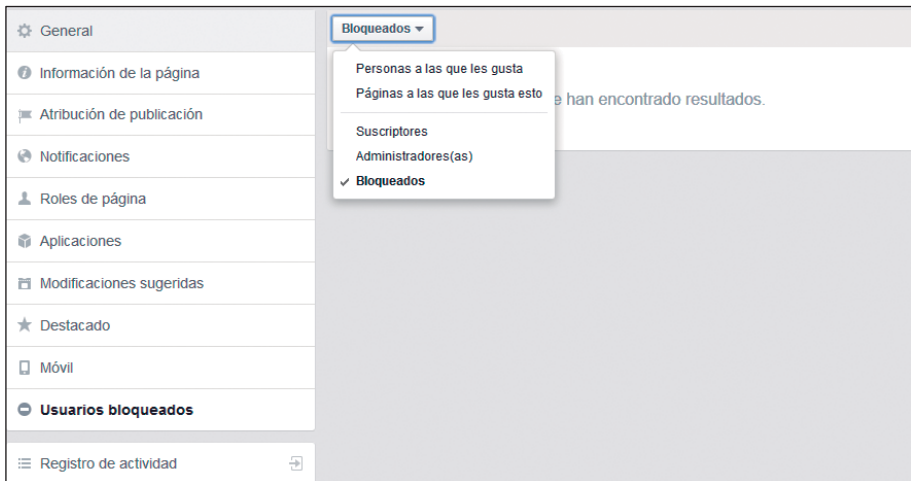 General
Información de la página
Atribución de publicación
Notificaciones
Roles de página
Aplicaciones
Modificaciones sugeridas
Destacado
Móvil
Usuarios bloqueados
Registro de actividad
Bloqueados
Personas a las que les gusta
Páginas a las que les gusta esto
Suscriptores
Administradores(as)
Bloqueados
han encontrado resultados.